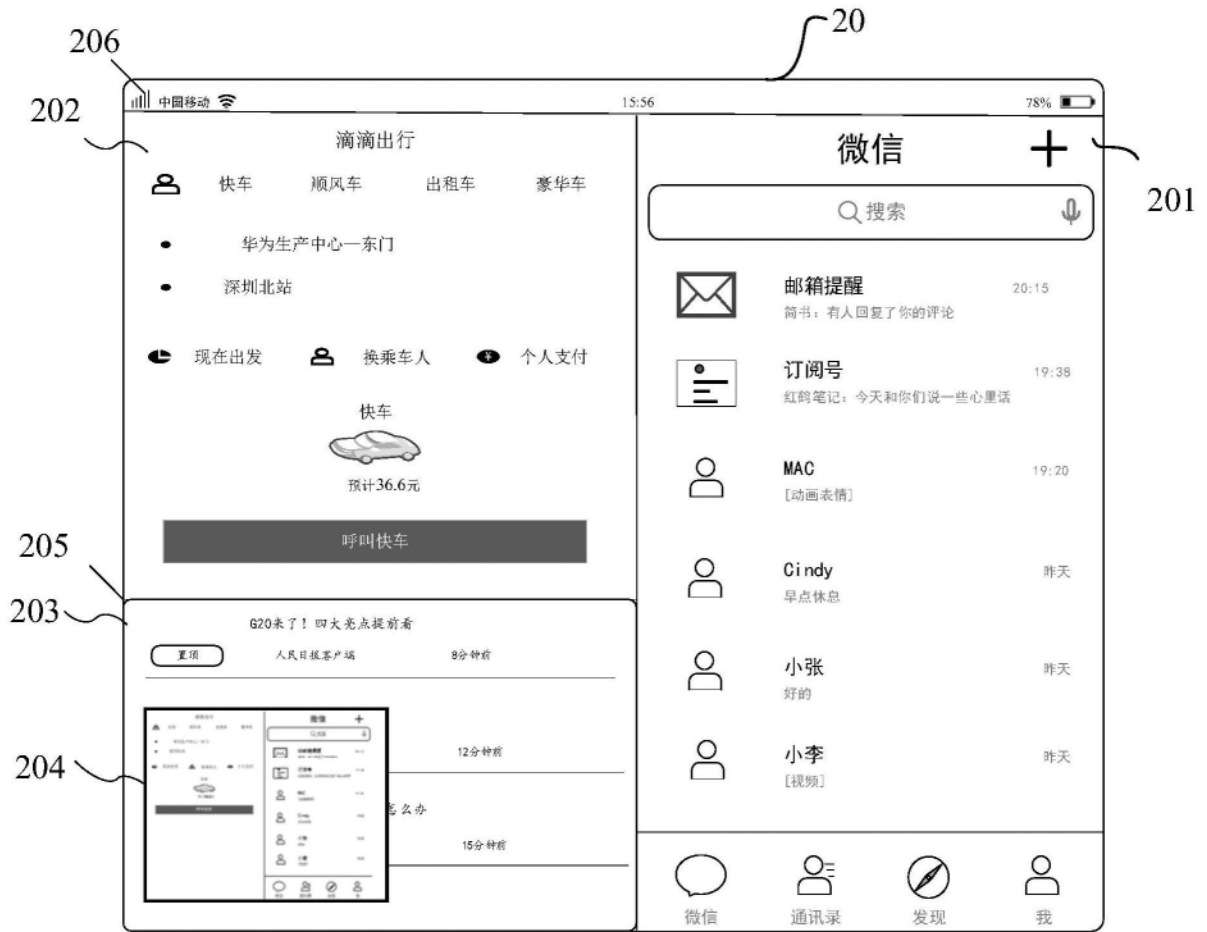 20
206
中国移动
15:56
78%
202
滴滴出行
快车 顺风车 出租车 豪华车
华为生产中心—东门
深圳北站
现在出发 换乘车人 个人支付
快车
预计36.6元
呼叫快车
201
微信
搜索
邮箱提醒 20:15
简书：有人回复了你的评论
订阅号 19:38
红鹤笔记：今天和你们说一些心里话
MAC 19:20
[动画表情]
Cindy 昨天
早点休息
小张 昨天
好的
小李 昨天
[视频]
微信 通讯录 发现 我
205
203
G20来了！四大亮点提前看
置顶 人民日报客户端 8分钟前
12分钟前
怎么办
15分钟前
204
微信